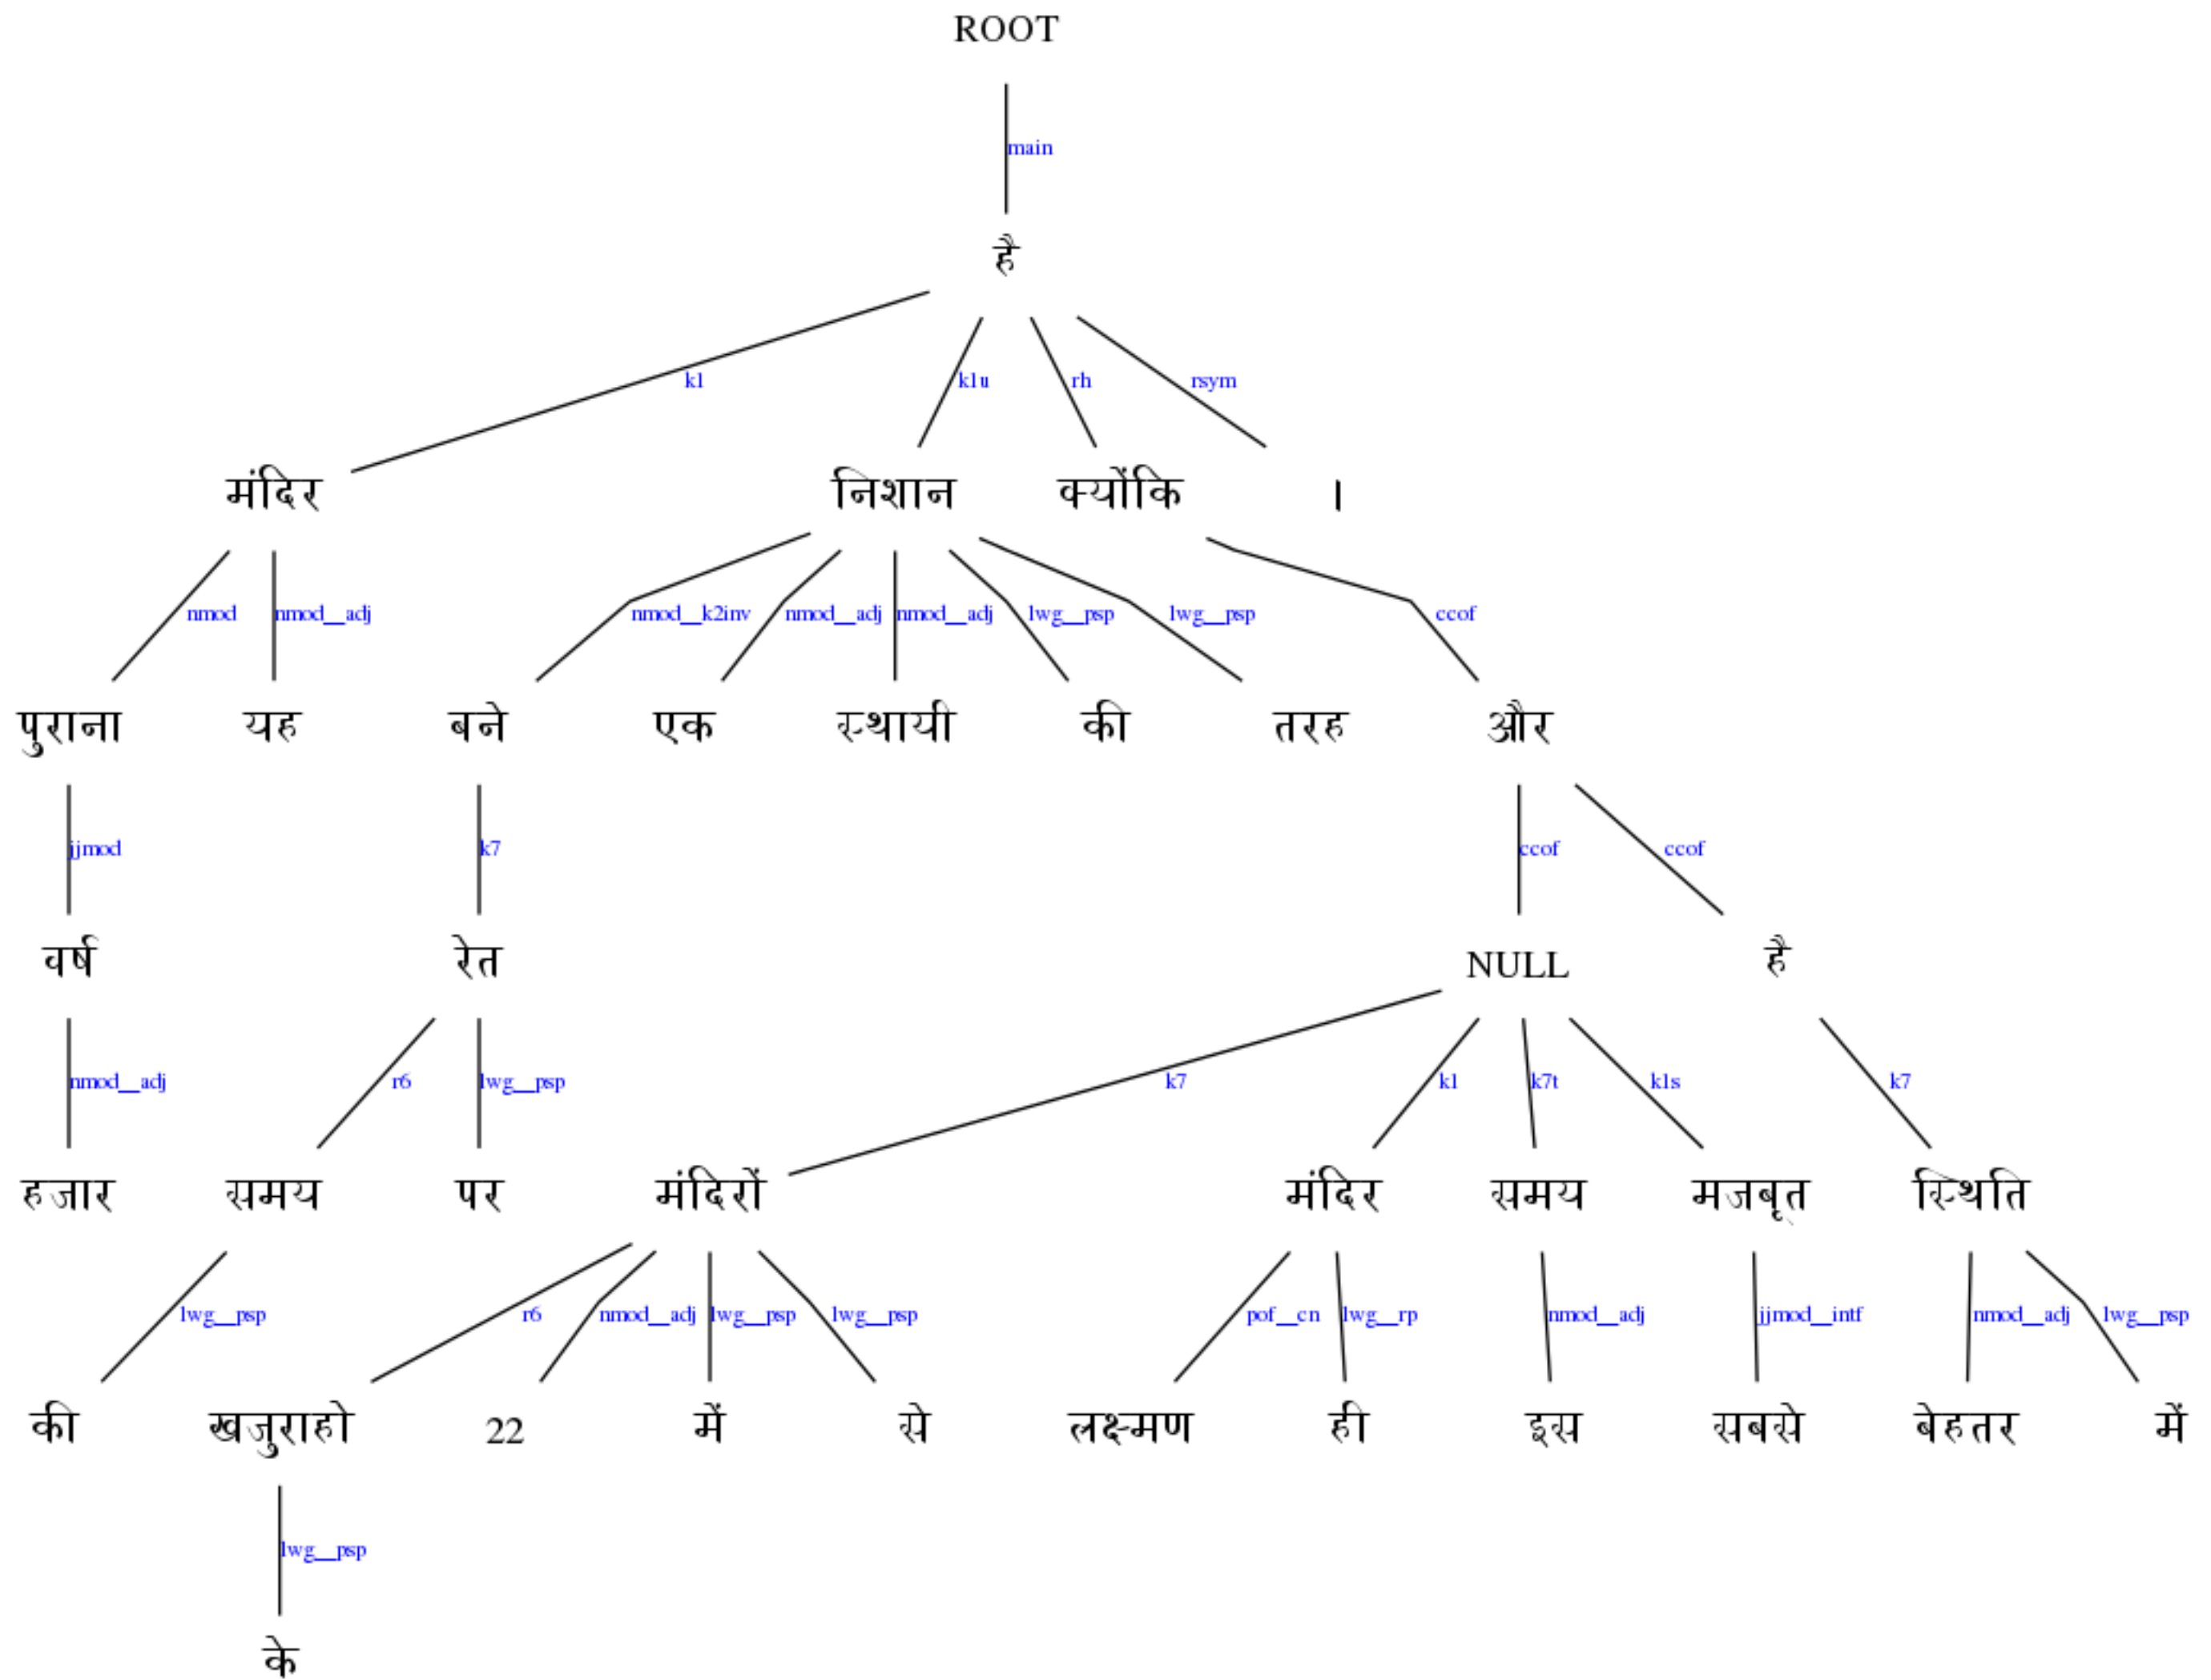 ROOT
main
है
k1 k1u rh rsym
मंदिर निशान क्योंकि ।
nmod nmod__adj nmod__k2inv nmod__adj nmod__adj lwg__psp lwg__psp ccof
पुराना यह बने एक स्थायी की तरह और
jjmod k7 ccof ccof
वर्ष रेत NULL है
nmod__adj r6 lwg__psp k7 k1 k7t k1s k7
हजार समय पर मंदिरों मंदिर समय मजबूत स्थिति
lwg__psp r6 nmod__adj lwg__psp lwg__psp pof__cn lwg__rp nmod__adj jjmod__intf nmod__adj lwg__psp
की खजुराहो 22 में से लक्ष्मण ही इस सबसे बेहतर में
lwg__psp
के